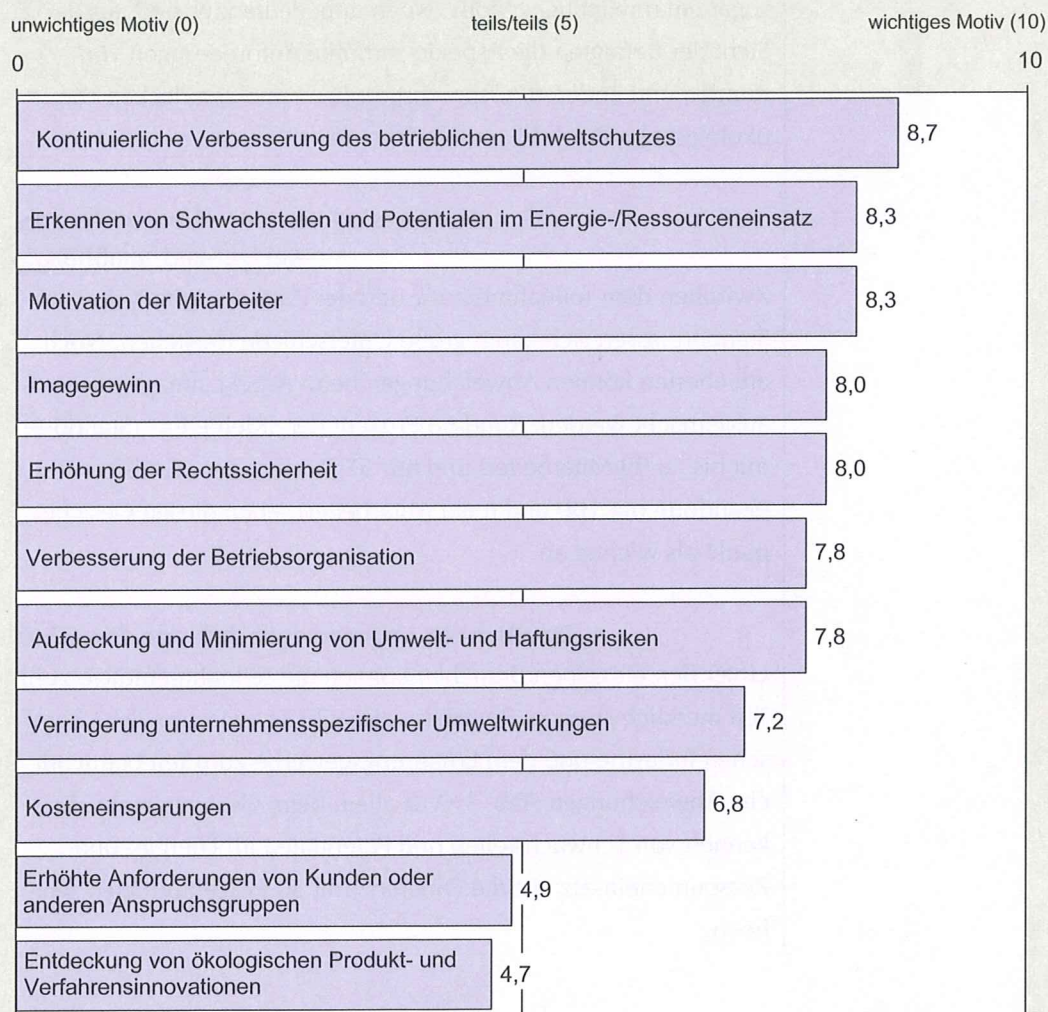 unwichtiges Motiv (0) teils/teils (5) wichtiges Motiv (10)
0 10
Kontinuierliche Verbesserung des betrieblichen Umweltschutzes 8,7
Erkennen von Schwachstellen und Potentialen im Energie-/Ressourceneinsatz 8,3
Motivation der Mitarbeiter 8,3
Imagegewinn 8,0
Erhöhung der Rechtssicherheit 8,0
Verbesserung der Betriebsorganisation 7,8
Aufdeckung und Minimierung von Umwelt- und Haftungsrisiken 7,8
Verringerung unternehmensspezifischer Umweltwirkungen 7,2
Kosteneinsparungen 6,8
Erhöhte Anforderungen von Kunden oder
anderen Anspruchsgruppen 4,9
Entdeckung von ökologischen Produkt- und
Verfahrensinnovationen 4,7